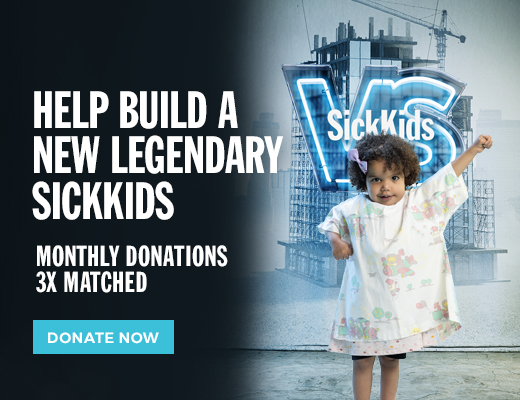 HELP BUILD A
NEW LEGENDARY
SICKKIDS
MONTHLY DONATIONS
3X MATCHED
DONATE NOW
VS
SickKids